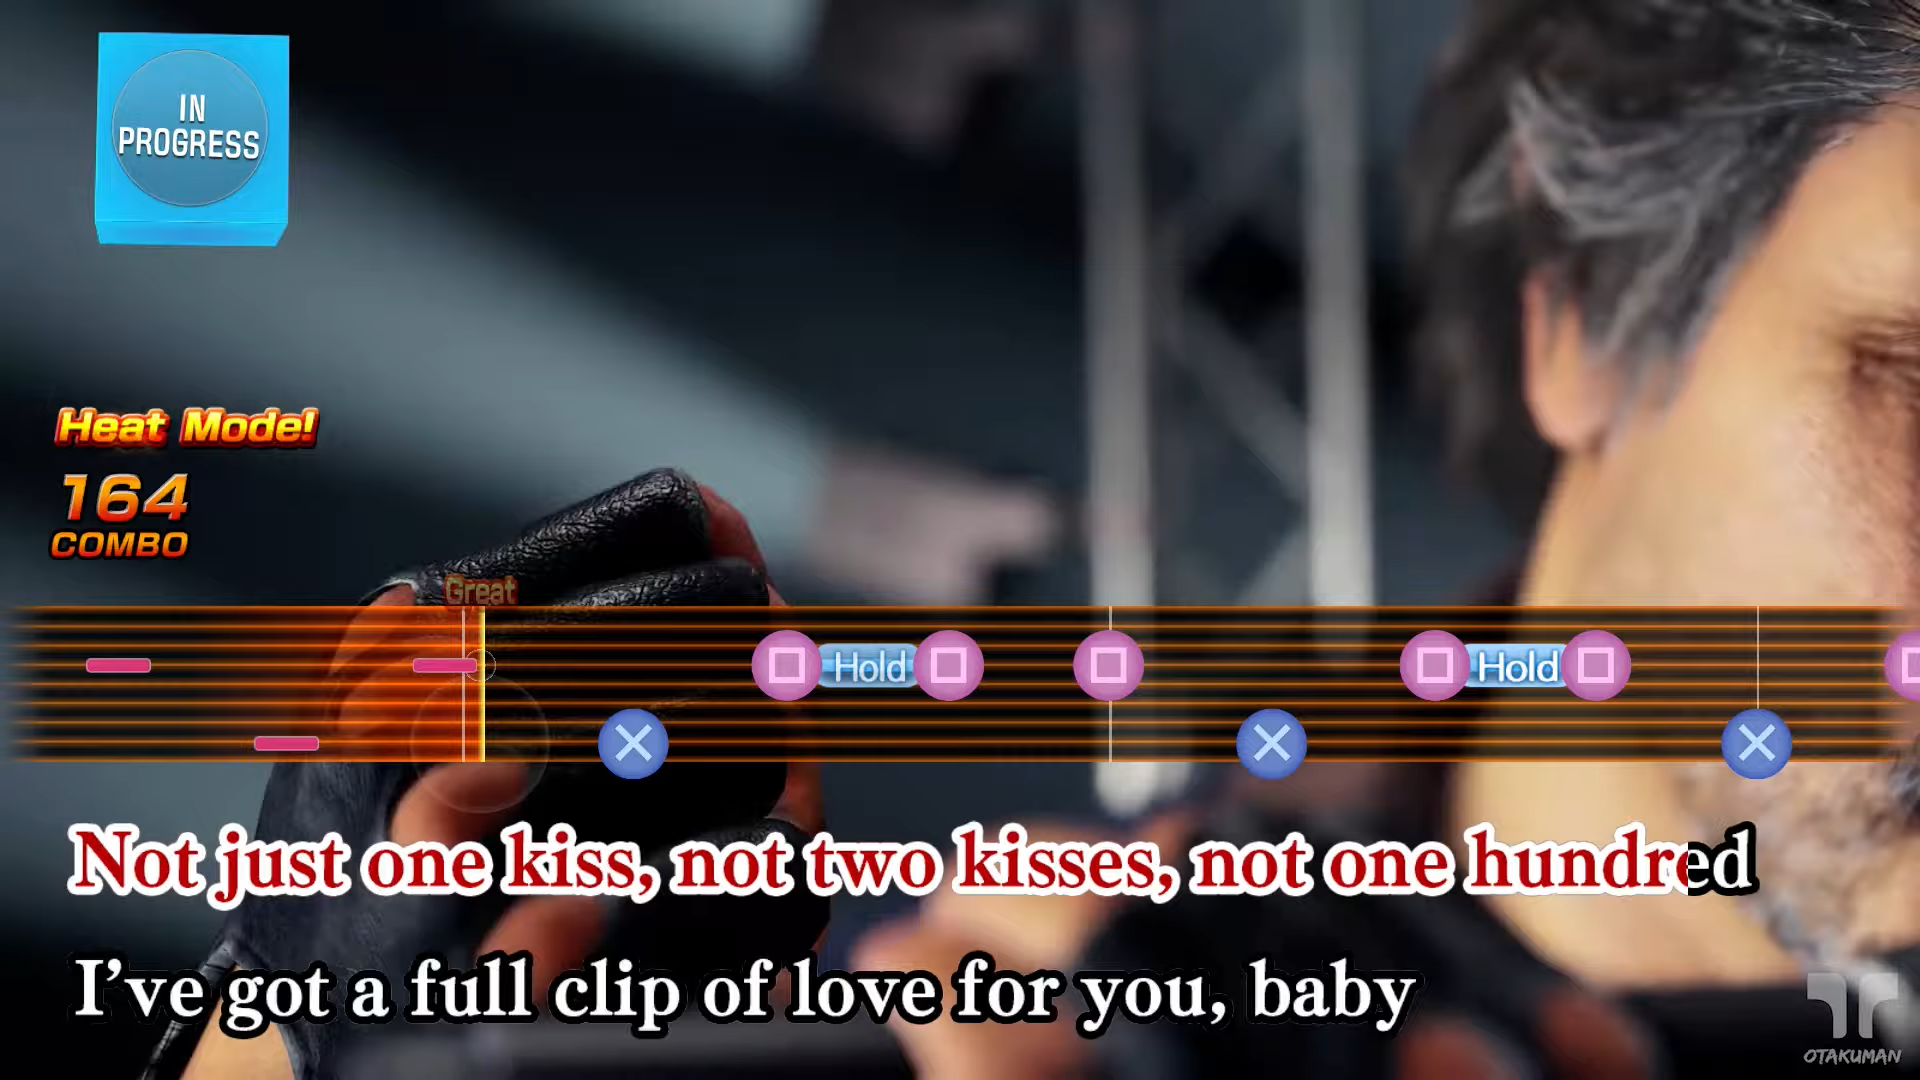 IN
PROGRESS
Heat Mode!
164
COMBO
Great
Hold
Hold
Not just one kiss, not two kisses, not one hundred
I've got a full clip of love for you, baby
OTAKUMAN